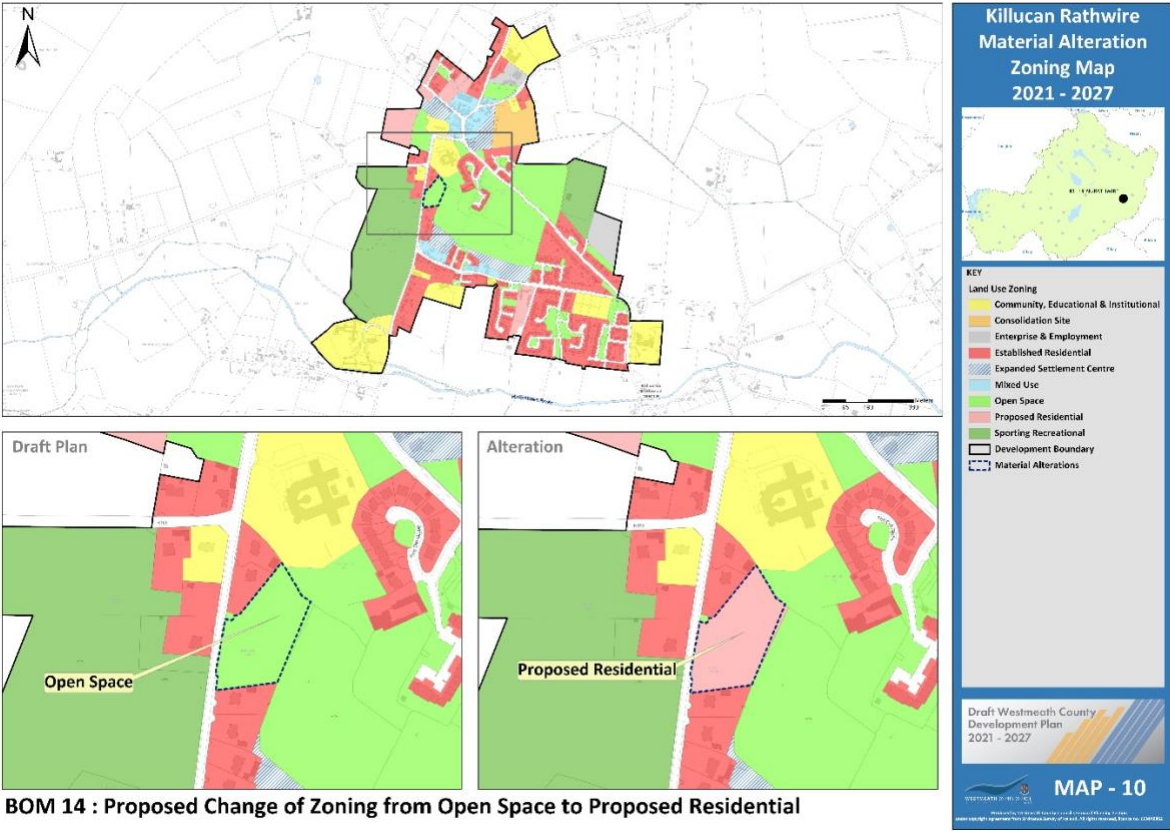 N
Killucan Rathwire
Material Alteration
Zoning Map
2021 - 2027
KEY
Land Use Zoning
Community, Educational & Institutional
Consolidation Site
Enterprise & Employment
Established Residential
Expanded Settlement Centre
Mixed Use
Open Space
Proposed Residential
Sporting Recreational
Development Boundary
Material Alterations
Draft Plan
Open Space
Alteration
Proposed Residential
Draft Westmeath County
Development Plan
2021 - 2027
MAP - 10
BOM 14 : Proposed Change of Zoning from Open Space to Proposed Residential